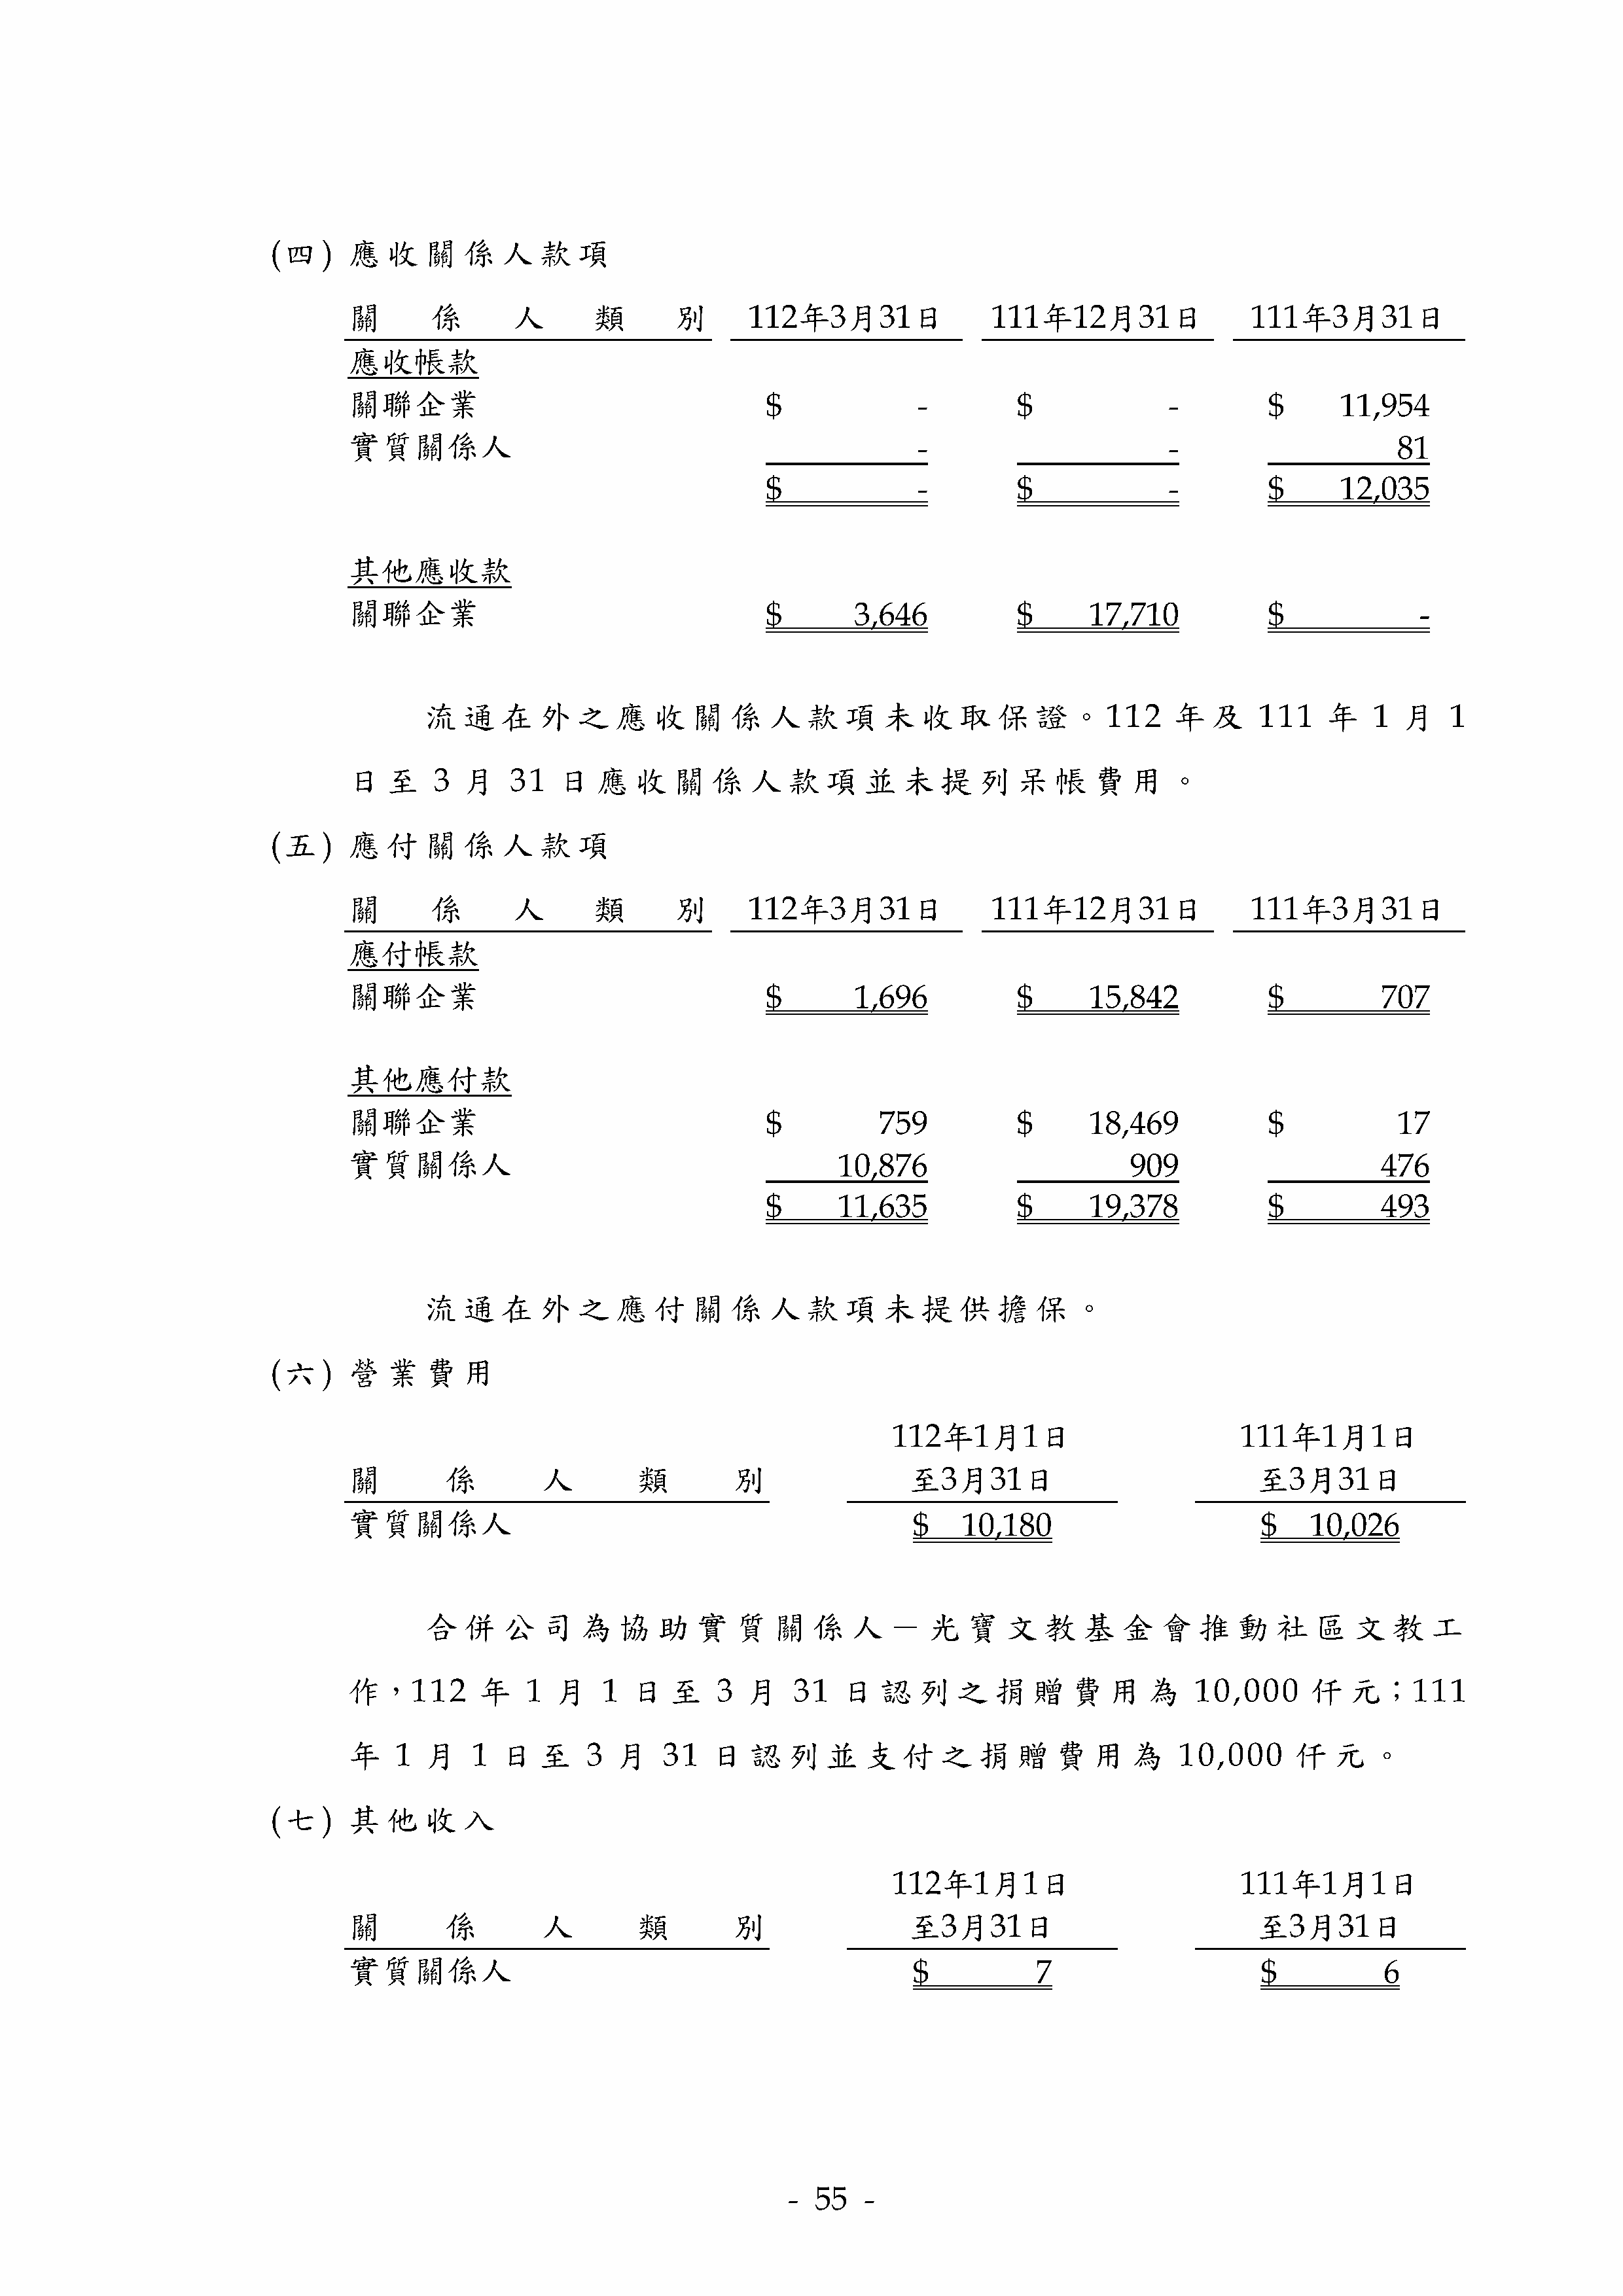 (四) 應收關係人款項
關係人類別 112年3月31日 111年12月31日 111年3月31日
應收帳款
關聯企業 $ - $ - $ 11,954
實質關係人 - - 81
$ - $ - $ 12,035
其他應收款
關聯企業 $ 3,646 $ 17,710 $ -
流通在外之應收關係人款項未收取保證。112 年及 111 年 1 月 1
日至 3 月 31 日應收關係人款項並未提列呆帳費用。
(五) 應付關係人款項
關係人類別 112年3月31日 111年12月31日 111年3月31日
應付帳款
關聯企業 $ 1,696 $ 15,842 $ 707
其他應付款
關聯企業 $ 759 $ 18,469 $ 17
實質關係人 10,876 909 476
$ 11,635 $ 19,378 $ 493
流通在外之應付關係人款項未提供擔保。
(六) 營業費用
112年1月1日 111年1月1日
關係人類別 至3月31日 至3月31日
實質關係人 $ 10,180 $ 10,026
合併公司為協助實質關係人－光寶文教基金會推動社區文教工
作，112 年 1 月 1 日至 3 月 31 日認列之捐贈費用為 10,000 仟元；111
年 1 月 1 日至 3 月 31 日認列並支付之捐贈費用為 10,000 仟元。
(七) 其他收入
112年1月1日 111年1月1日
關係人類別 至3月31日 至3月31日
實質關係人 $ 7 $ 6
- 55 -